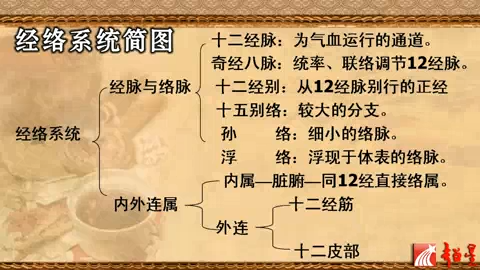 经络系统简图
十二经脉：为气血运行的通道。
奇经八脉：统率、联络调节12经脉。
经脉与络脉
十二经别：从12经脉别行的正经
十五别络：较大的分支。
经络系统
孙 络：细小的络脉。
浮 络：浮现于体表的络脉。
内外连属
内属—脏腑—同12经直接络属。
十二经筋
外连
十二皮部
超星